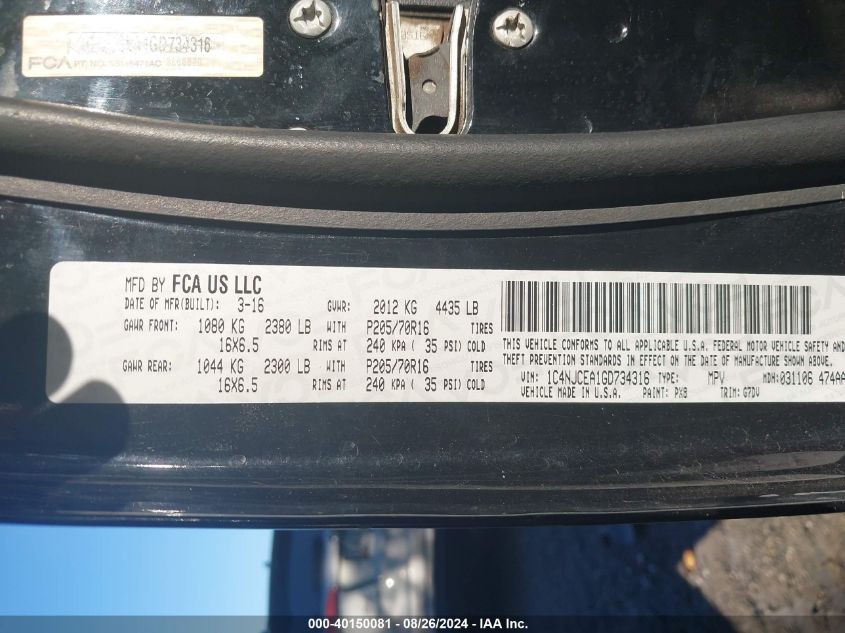 1GD734316
FCA
MFD BY FCA US LLC
DATE OF MFR(BUILT): 3-16 GVWR: 2012 KG 4435 LB
GAWR FRONT: 1080 KG 2380 LB WITH P205/70R16 TIRES
16X6.5 RIMS AT 240 KPA ( 35 PSI) COLD
GAWR REAR: 1044 KG 2300 LB WITH P205/70R16 TIRES
16X6.5 RIMS AT 240 KPA ( 35 PSI) COLD
THIS VEHICLE CONFORMS TO ALL APPLICABLE U.S.A. FEDERAL MOTOR VEHICLE SAFETY AND
THEFT PREVENTION STANDARDS IN EFFECT ON THE DATE OF MANUFACTURE SHOWN ABOVE.
VIN: 1C4NJCEA1GD734316 TYPE: MPV MDH: 031106 474AA
VEHICLE MADE IN U.S.A. PAINT: PX8 TRIM: G7DV
000-40150081 - 08/26/2024 - IAA Inc.